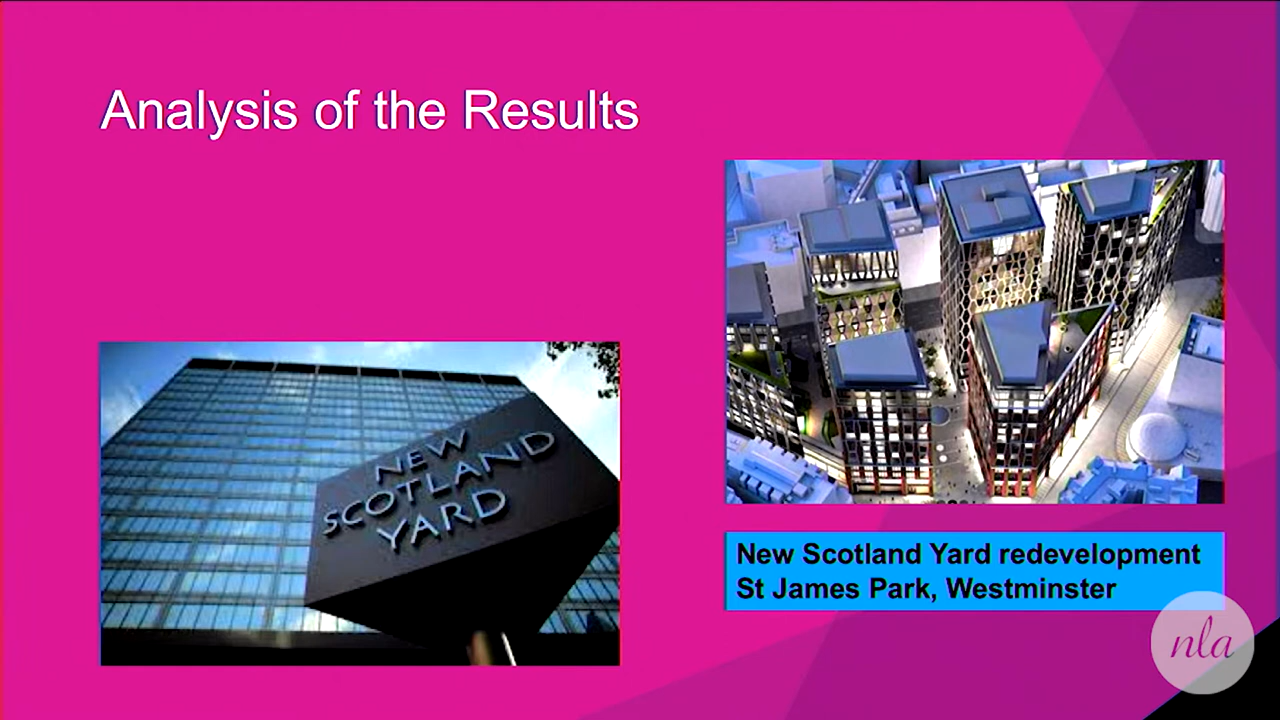 Analysis of the Results
NEW
SCOTLAND
YARD
New Scotland Yard redevelopment
St James Park, Westminster
nla